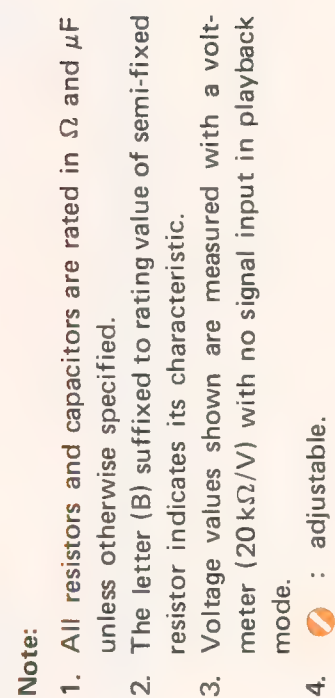 Note:
1. All resistors and capacitors are rated in Ω and μF
unless otherwise specified.
2. The letter (B) suffixed to rating value of semi-fixed
resistor indicates its characteristic.
3. Voltage values shown are measured with a volt-
meter (20 kΩ/V) with no signal input in playback
mode.
4. : adjustable.